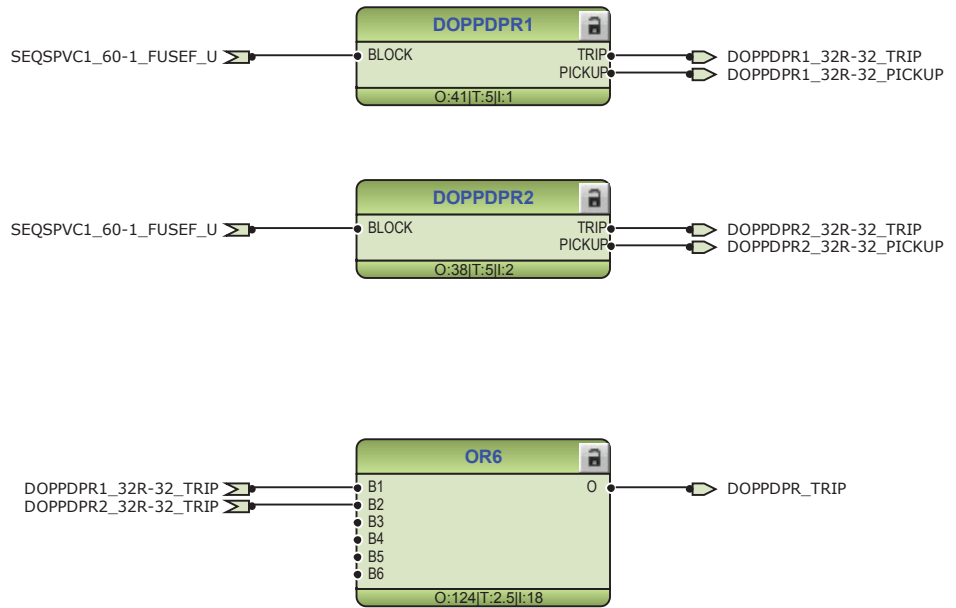 DOPPDPR1
SEQSPVC1_60-1_FUSEF_U
BLOCK
TRIP
DOPPDPR1_32R-32_TRIP
PICKUP
DOPPDPR1_32R-32_PICKUP
O:41|T:5|I:1
DOPPDPR2
SEQSPVC1_60-1_FUSEF_U
BLOCK
TRIP
DOPPDPR2_32R-32_TRIP
PICKUP
DOPPDPR2_32R-32_PICKUP
O:38|T:5|I:2
OR6
DOPPDPR1_32R-32_TRIP
B1
O
DOPPDPR_TRIP
DOPPDPR2_32R-32_TRIP
B2
B3
B4
B5
B6
O:124|T:2.5|I:18